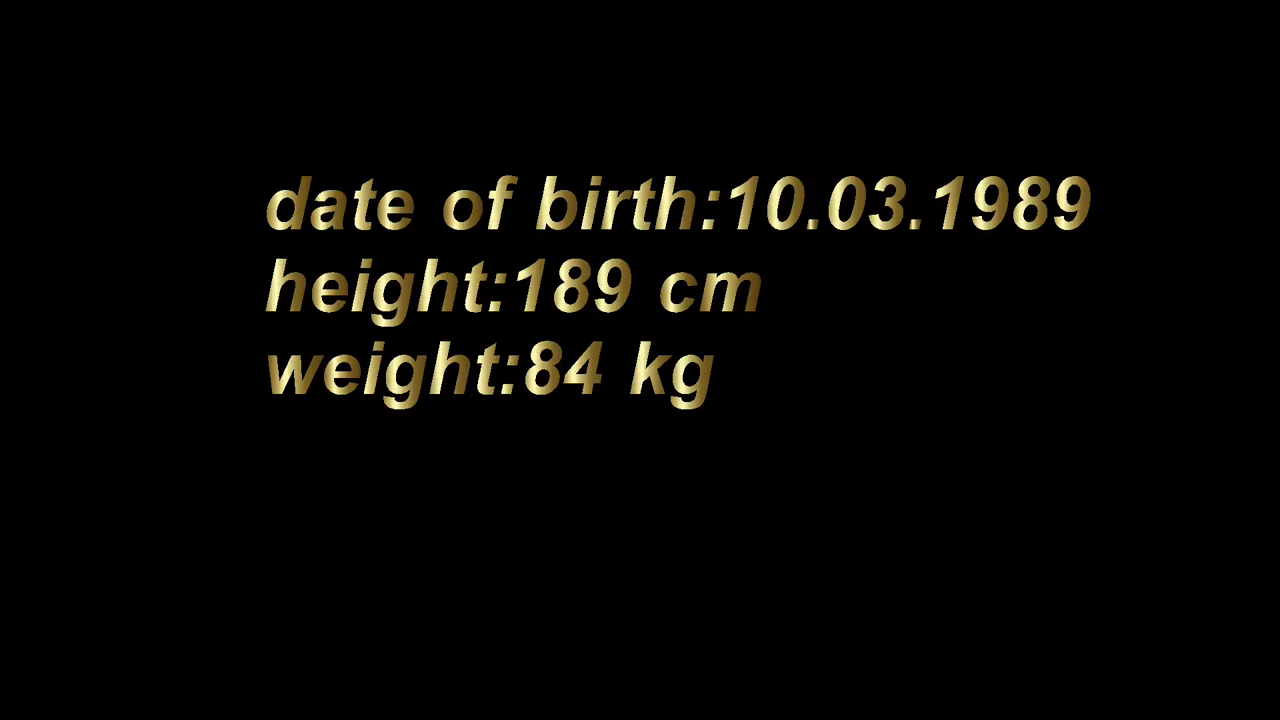 date of birth:10.03.1989
height:189 cm
weight:84 kg